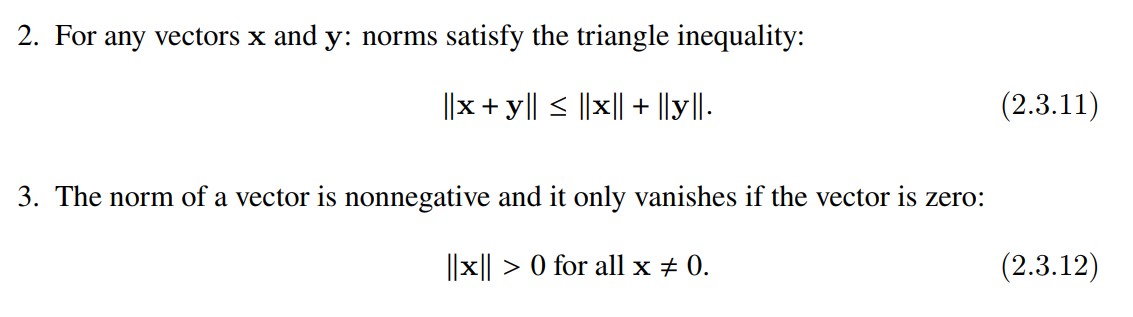 2. For any vectors x and y: norms satisfy the triangle inequality:
‖x + y‖ ≤ ‖x‖ + ‖y‖. (2.3.11)
3. The norm of a vector is nonnegative and it only vanishes if the vector is zero:
‖x‖ > 0 for all x ≠ 0. (2.3.12)